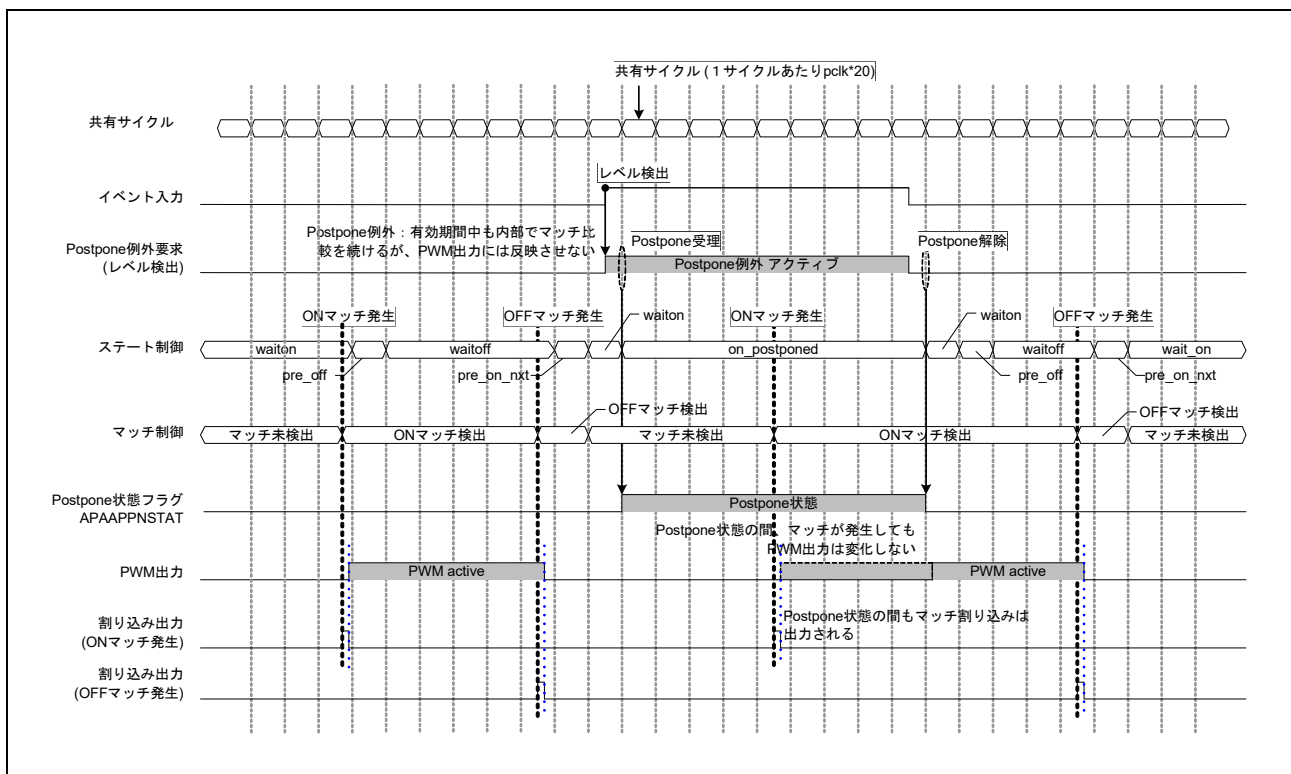 共有サイクル (１サイクルあたりpclk*20)
共有サイクル
レベル検出
イベント入力
Postpone例外：有効期間中も内部でマッチ比
較を続けるが、PWM出力には反映させない
Postpone受理
Postpone解除
Postpone例外要求
(レベル検出)
Postpone例外 アクティブ
ONマッチ発生
OFFマッチ発生
waiton
ONマッチ発生
waiton
OFFマッチ発生
ステート制御
waiton
waitoff
on_postponed
waitoff
wait_on
pre_off
pre_on_nxt
pre_off
pre_on_nxt
OFFマッチ検出
OFFマッチ検出
マッチ制御
マッチ未検出
ONマッチ検出
マッチ未検出
ONマッチ検出
マッチ未検出
Postpone状態フラグ
APAAPPNSTAT
Postpone状態
Postpone状態の間、マッチが発生しても
PWM出力は変化しない
PWM出力
PWM active
PWM active
割り込み出力
(ONマッチ発生)
Postpone状態の間もマッチ割り込みは
出力される
割り込み出力
(OFFマッチ発生)